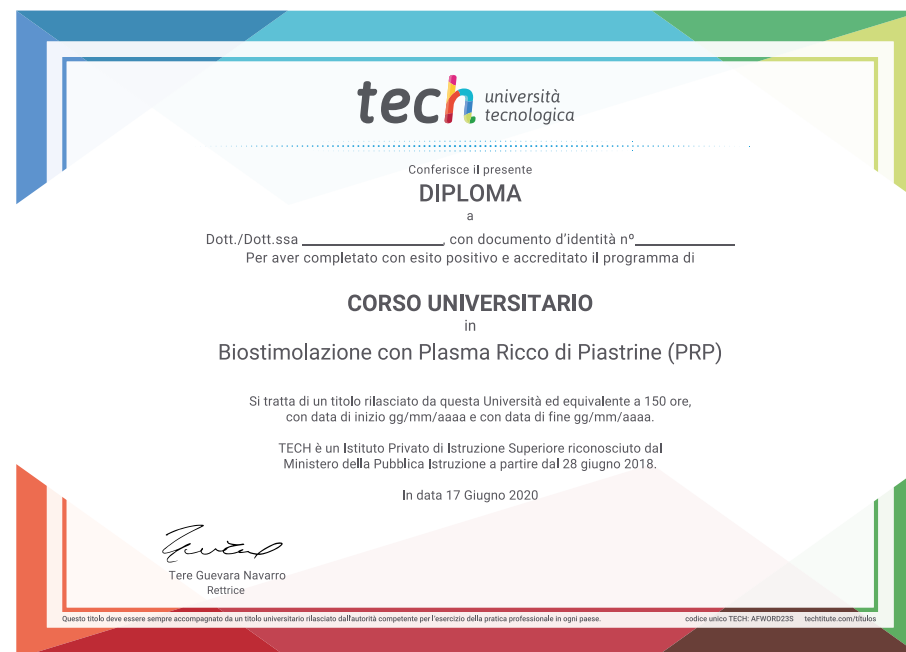 tech università
tecnologica
Conferisce il presente
DIPLOMA
a
Dott./Dott.ssa ____________________, con documento d'identità nº______________
Per aver completato con esito positivo e accreditato il programma di
CORSO UNIVERSITARIO
in
Biostimolazione con Plasma Ricco di Piastrine (PRP)
Si tratta di un titolo rilasciato da questa Università ed equivalente a 150 ore,
con data di inizio gg/mm/aaaa e con data di fine gg/mm/aaaa.
TECH è un Istituto Privato di Istruzione Superiore riconosciuto dal
Ministero della Pubblica Istruzione a partire dal 28 giugno 2018.
In data 17 Giugno 2020
Tere Guevara Navarro
Rettrice
Questo titolo deve essere sempre accompagnato da un titolo universitario rilasciato dall'autorità competente per l'esercizio della pratica professionale in ogni paese. codice unico TECH: AFWORD23S techtitute.com/titulos